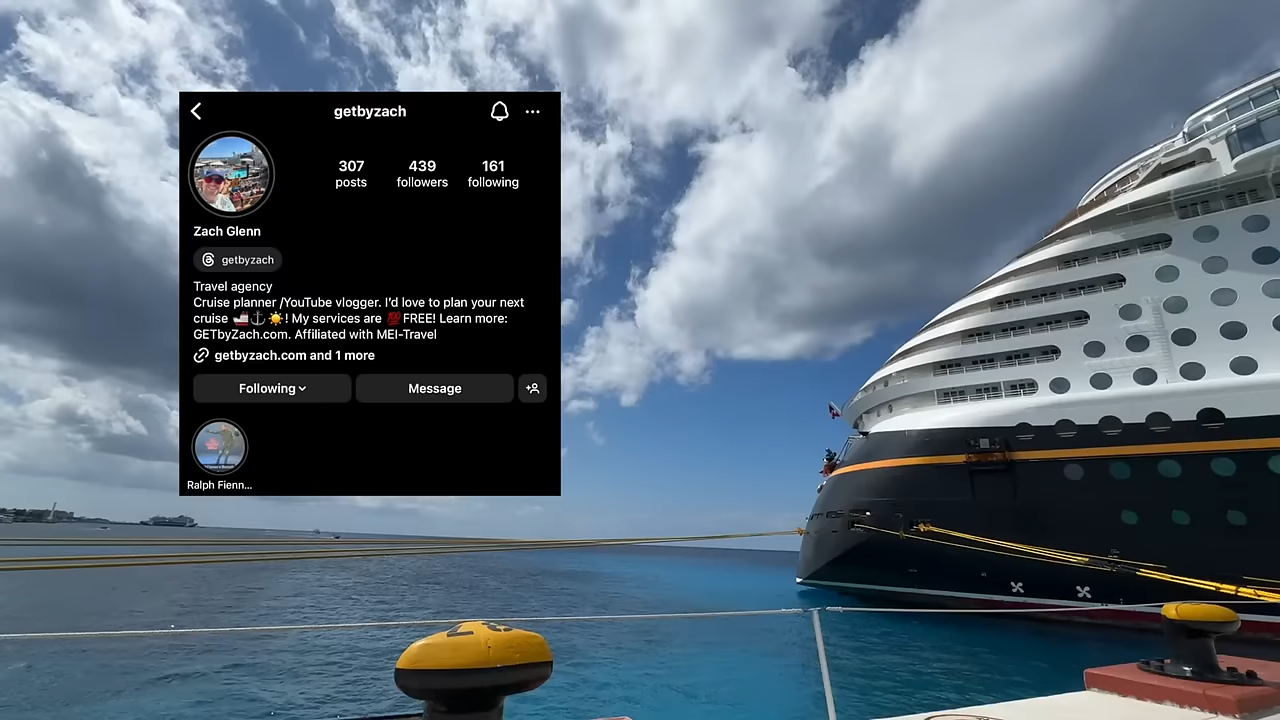 getbyzach
307 439 161
posts followers following
Zach Glenn
getbyzach
Travel agency
Cruise planner /YouTube vlogger. I'd love to plan your next
cruise 🚢⚓☀️! My services are 💯FREE! Learn more:
GETbyZach.com. Affiliated with MEI-Travel
getbyzach.com and 1 more
Following Message
Ralph Fienn...